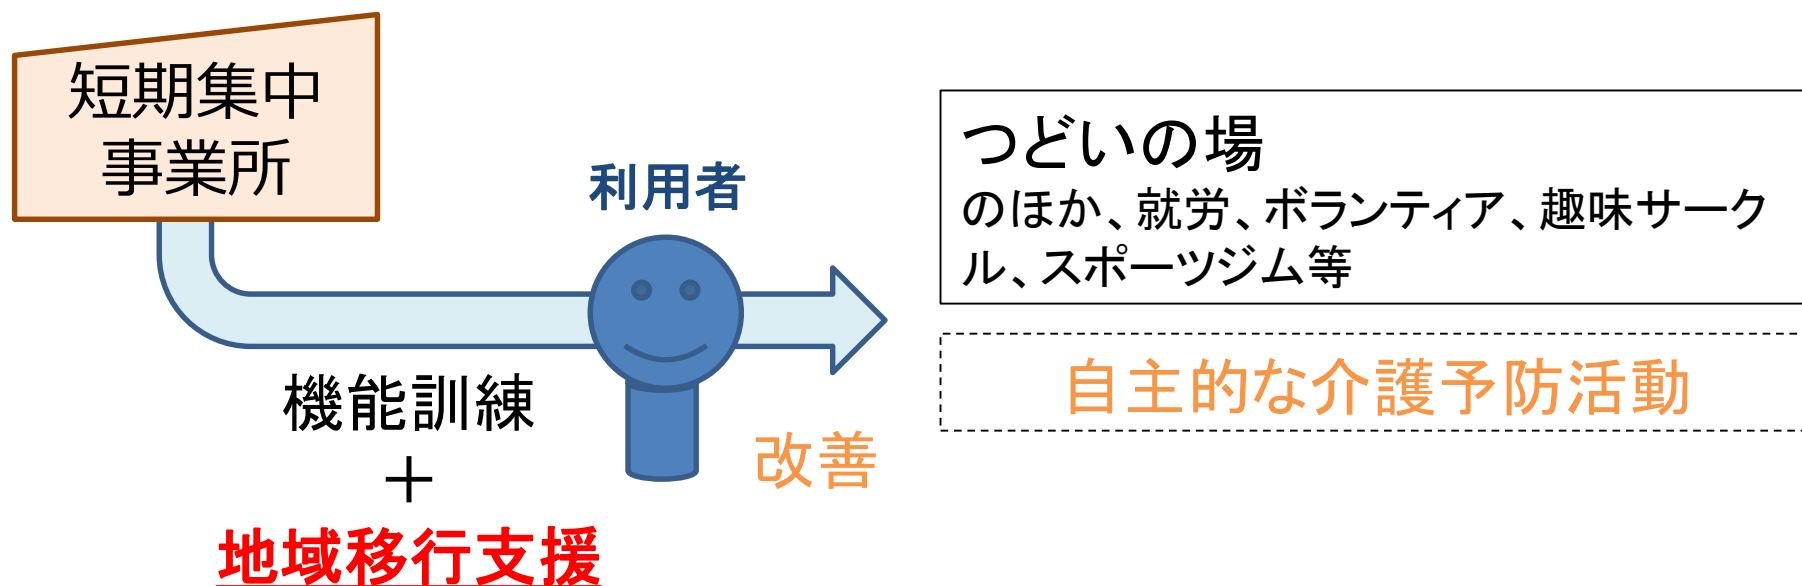 短期集中
事業所
利用者
つどいの場
のほか、就労、ボランティア、趣味サーク
ル、スポーツジム等
自主的な介護予防活動
機能訓練
＋
地域移行支援
改善